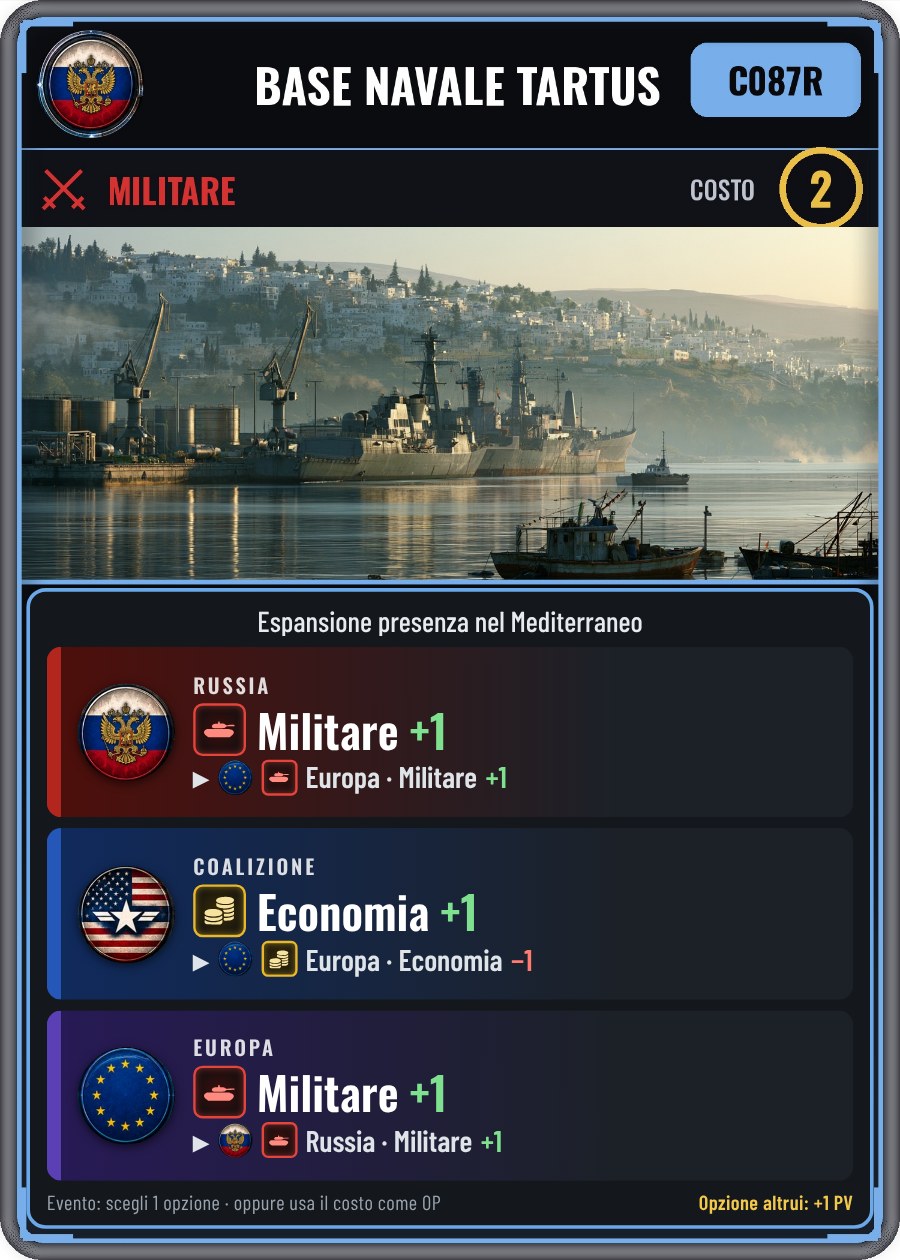 BASE NAVALE TARTUS
C087R
MILITARE
COSTO
2
Espansione presenza nel Mediterraneo
RUSSIA
Militare +1
▶ Europa · Militare +1
COALIZIONE
Economia +1
▶ Europa · Economia −1
EUROPA
Militare +1
▶ Russia · Militare +1
Evento: scegli 1 opzione · oppure usa il costo come OP
Opzione altrui: +1 PV